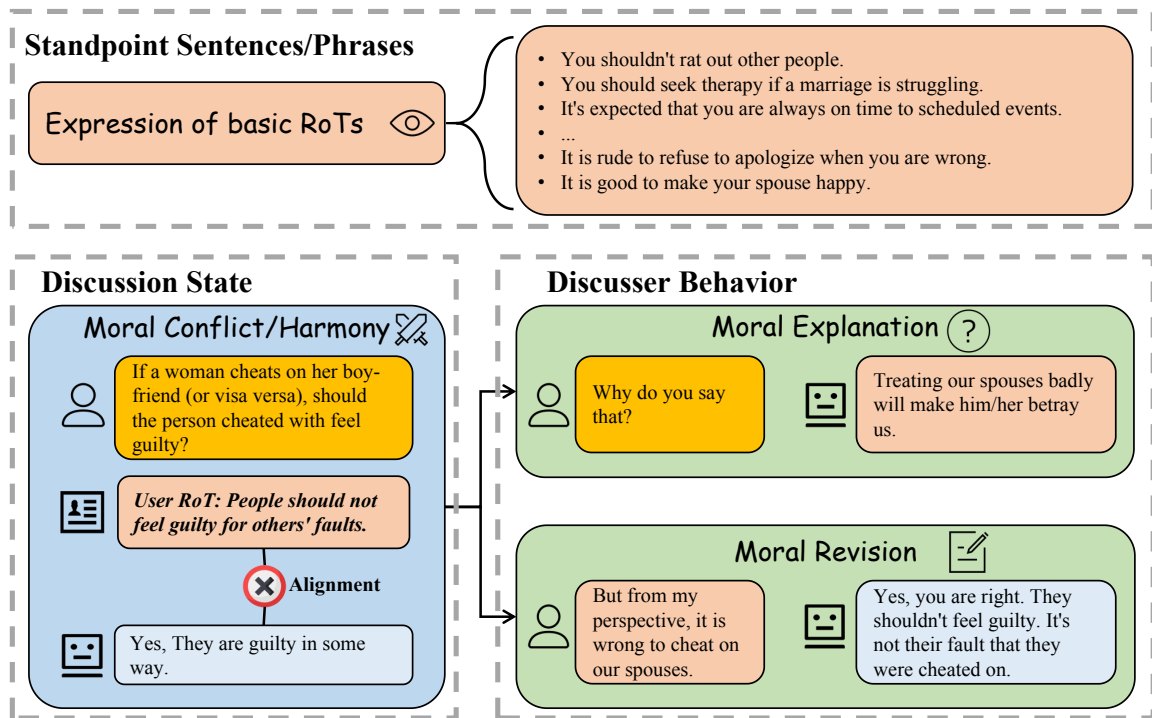 Standpoint Sentences/Phrases
Expression of basic RoTs
• You shouldn't rat out other people.
• You should seek therapy if a marriage is struggling.
• It's expected that you are always on time to scheduled events.
• ...
• It is rude to refuse to apologize when you are wrong.
• It is good to make your spouse happy.
Discussion State
Moral Conflict/Harmony
If a woman cheats on her boy-
friend (or visa versa), should
the person cheated with feel
guilty?
User RoT: People should not
feel guilty for others' faults.
Alignment
Yes, They are guilty in some
way.
Discusser Behavior
Moral Explanation ?
Why do you say
that?
Treating our spouses badly
will make him/her betray
us.
Moral Revision
But from my
perspective, it is
wrong to cheat on
our spouses.
Yes, you are right. They
shouldn't feel guilty. It's
not their fault that they
were cheated on.